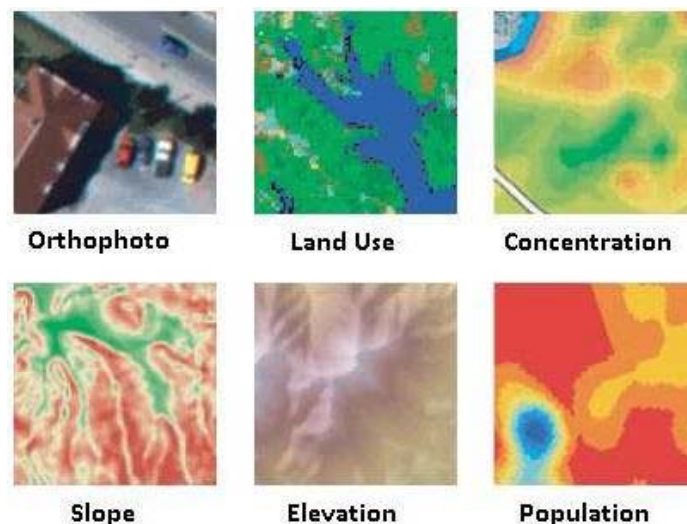 Orthophoto
Land Use
Concentration
Slope
Elevation
Population